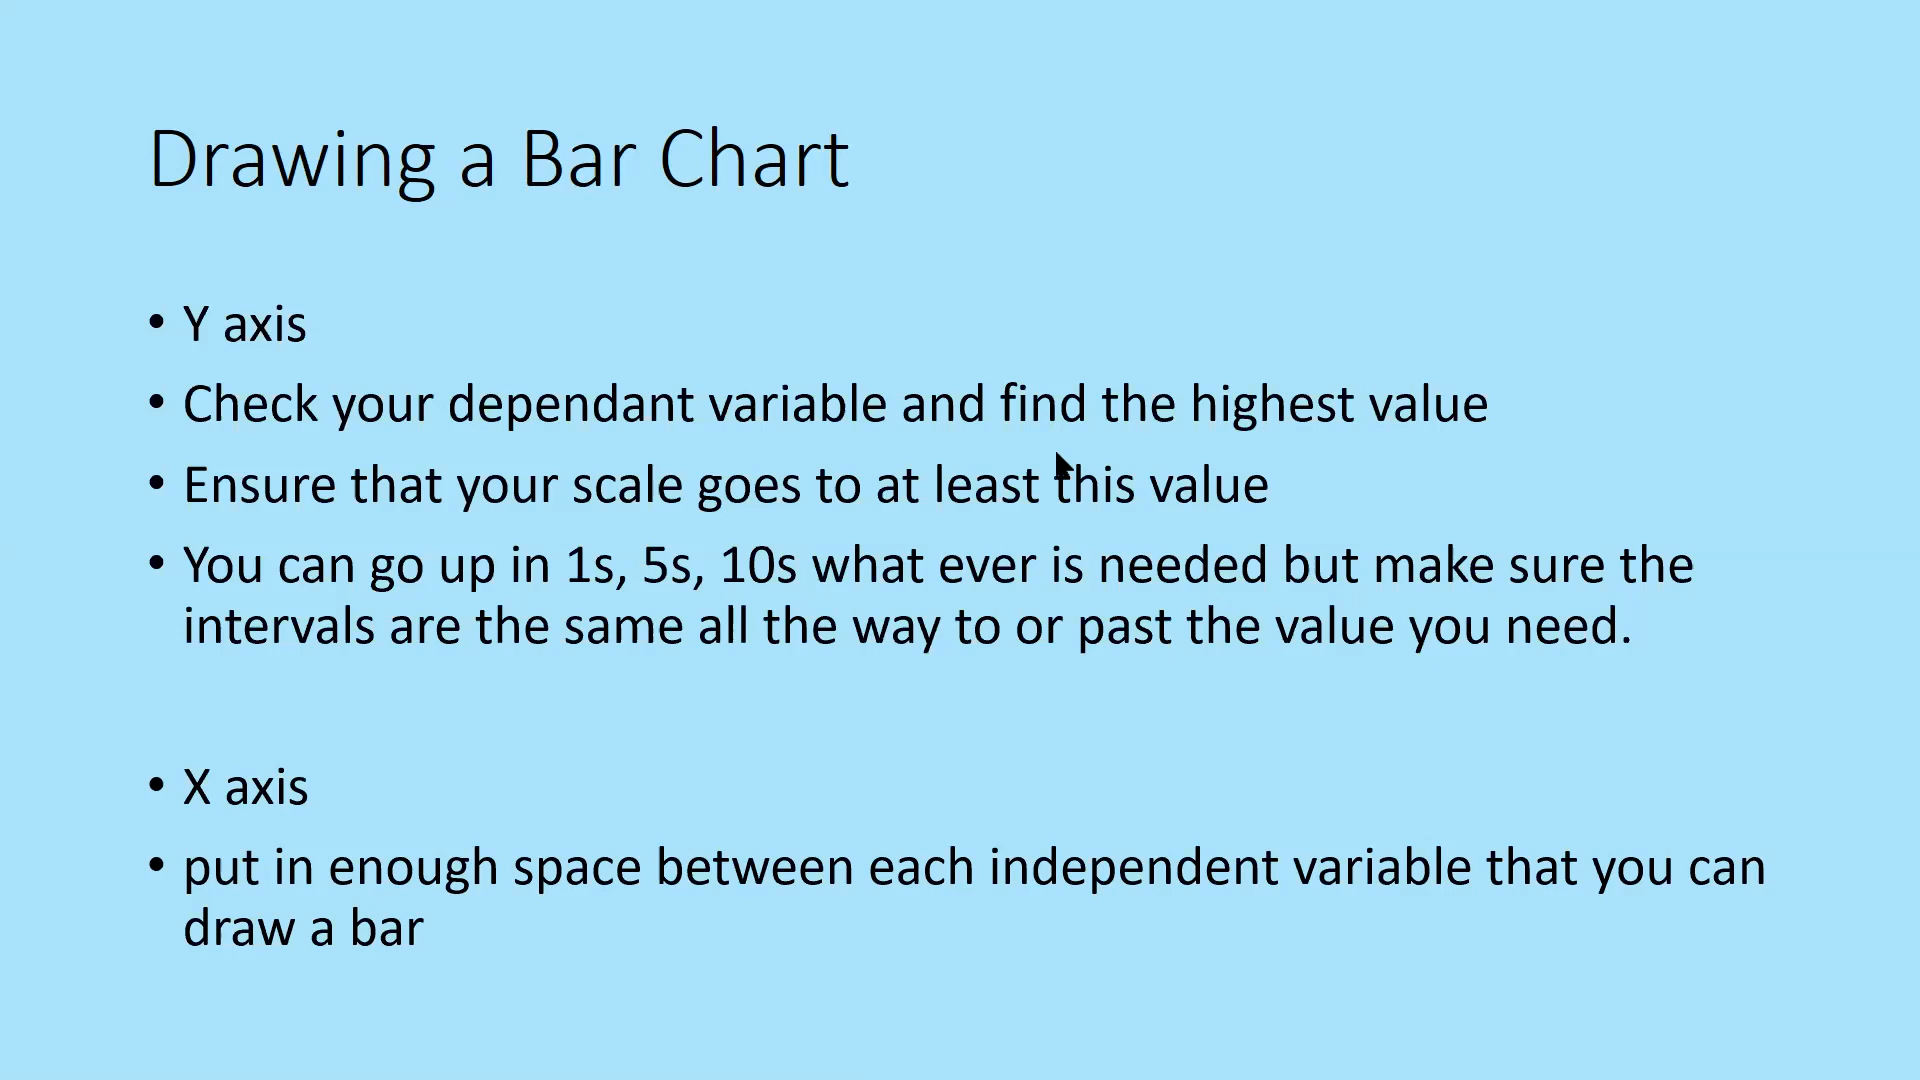 Drawing a Bar Chart
• Y axis
• Check your dependant variable and find the highest value
• Ensure that your scale goes to at least this value
• You can go up in 1s, 5s, 10s what ever is needed but make sure the
intervals are the same all the way to or past the value you need.
• X axis
• put in enough space between each independent variable that you can
draw a bar